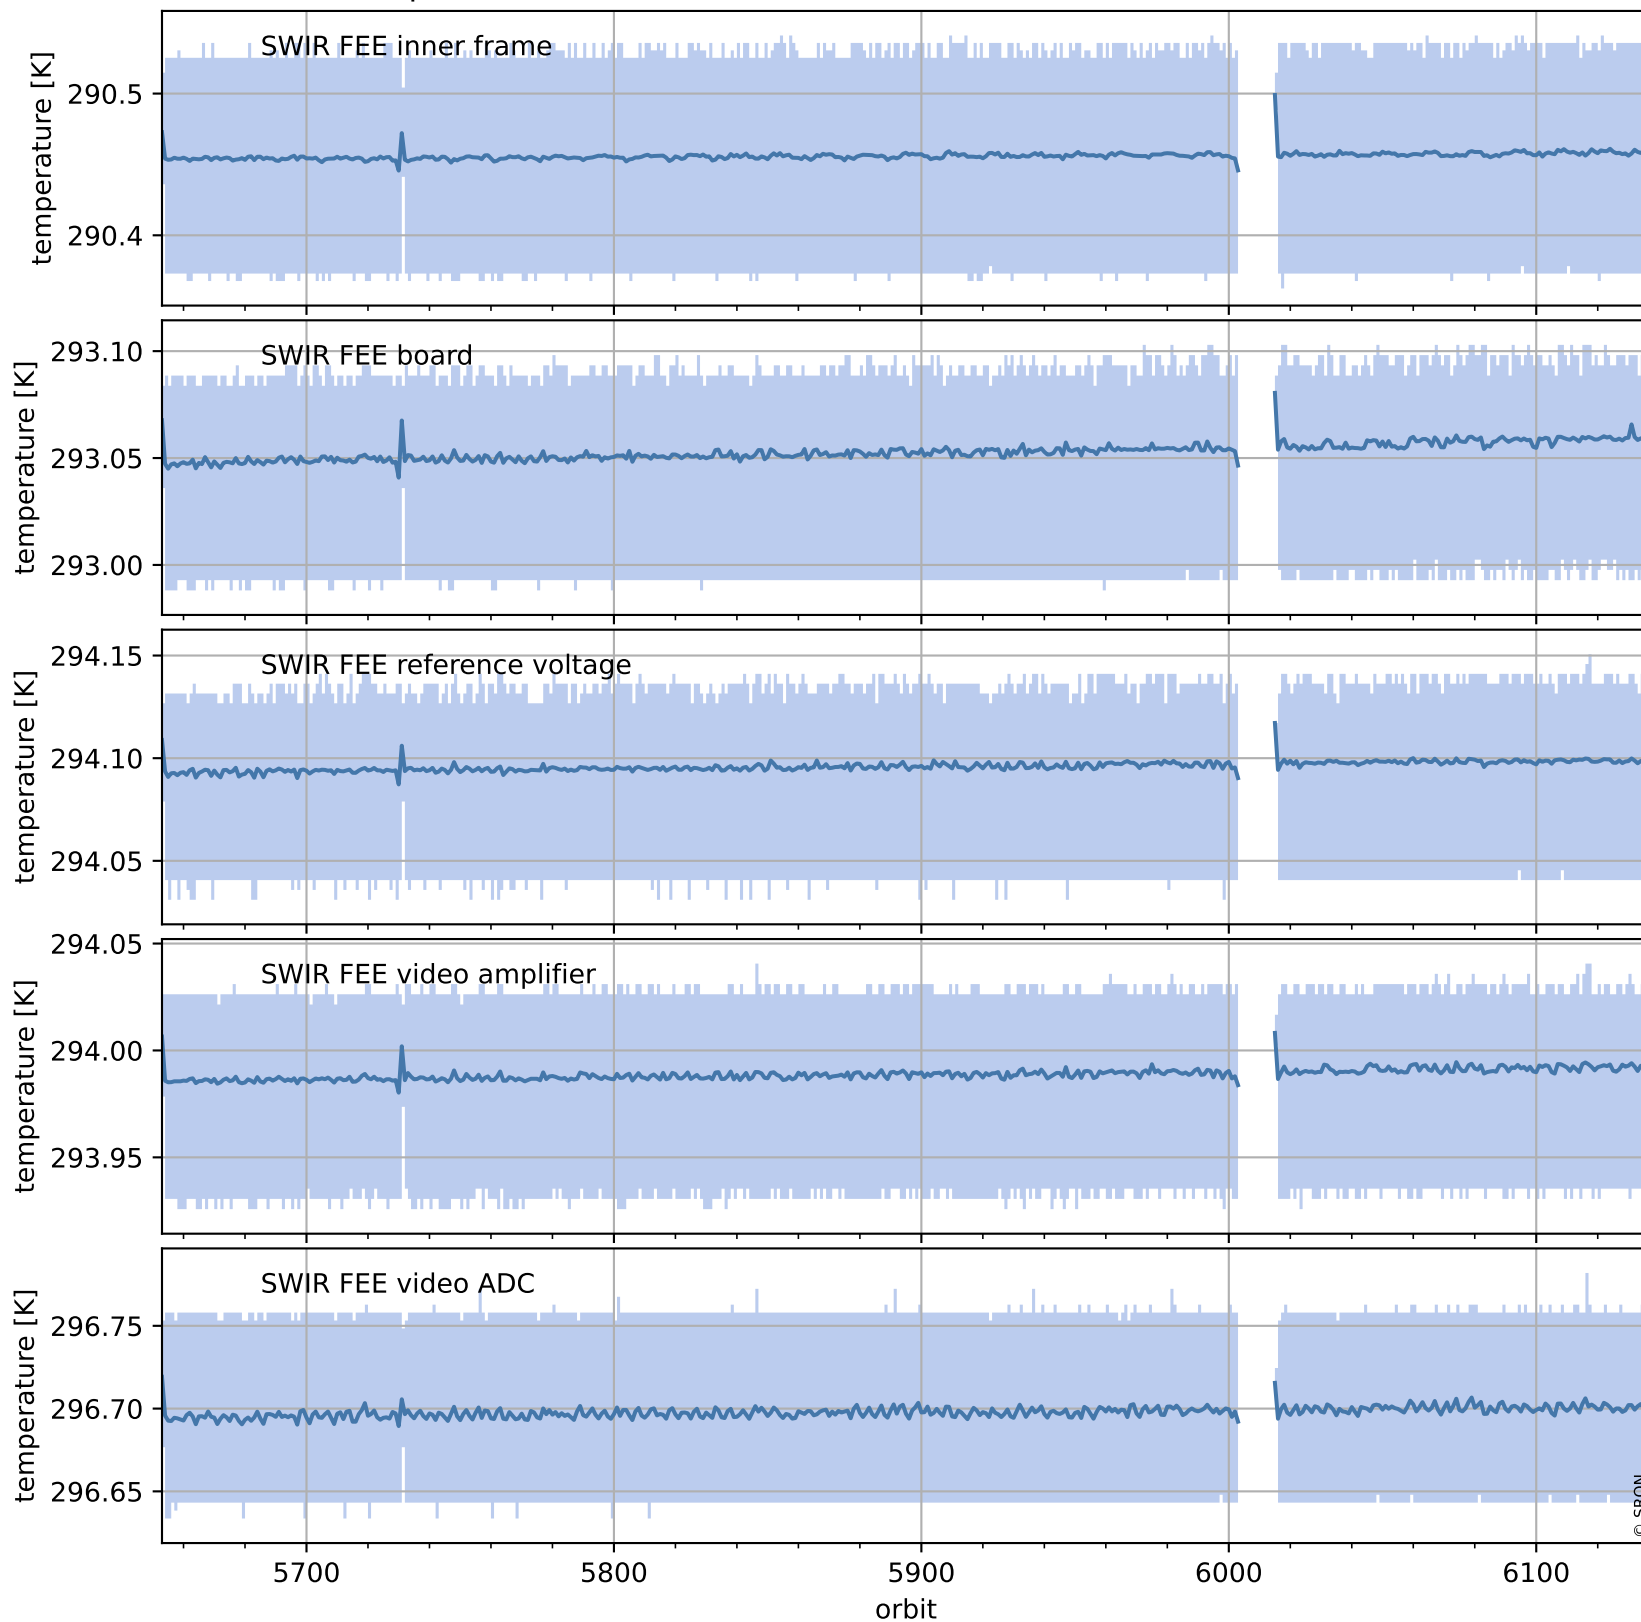 SWIR FEE inner frame
temperature [K]
290.5
290.4
SWIR FEE board
temperature [K]
293.10
293.05
293.00
SWIR FEE reference voltage
temperature [K]
294.15
294.10
294.05
SWIR FEE video amplifier
temperature [K]
294.05
294.00
293.95
SWIR FEE video ADC
temperature [K]
296.75
296.70
296.65
5700 5800 5900 6000 6100
orbit
© SRON